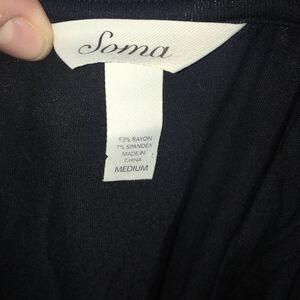 Soma
93% RAYON
7% SPANDEX
MADE IN
CHINA
MEDIUM